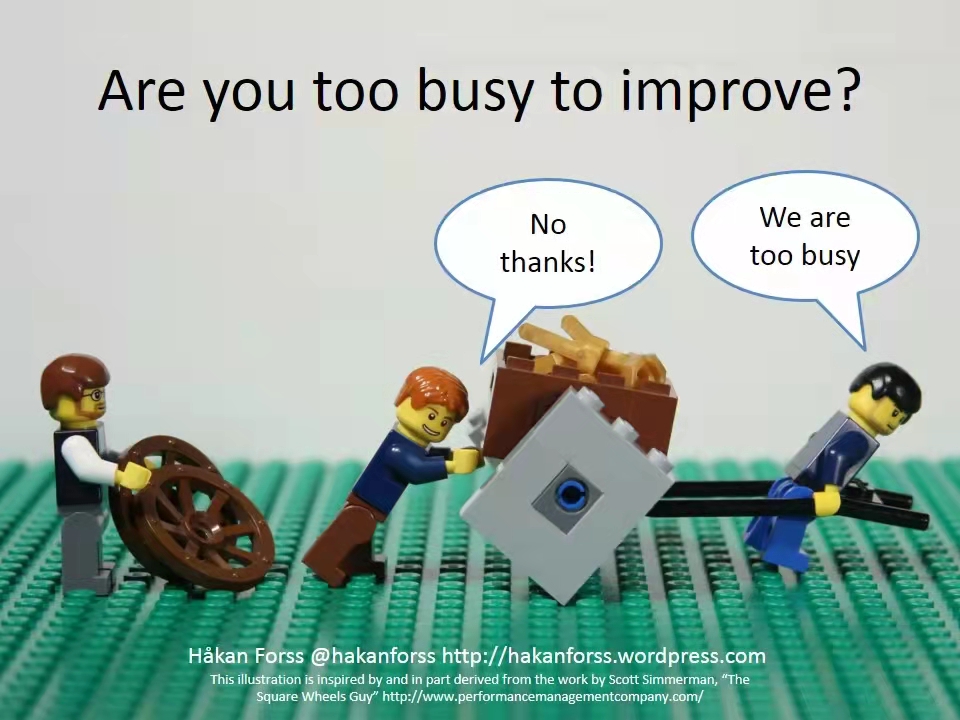 Are you too busy to improve?
No
thanks!
We are
too busy
Håkan Forss @hakanforss http://hakanforss.wordpress.com
This illustration is inspired by and in part derived from the work by Scott Simmerman, “The
Square Wheels Guy” http://www.performancemanagementcompany.com/